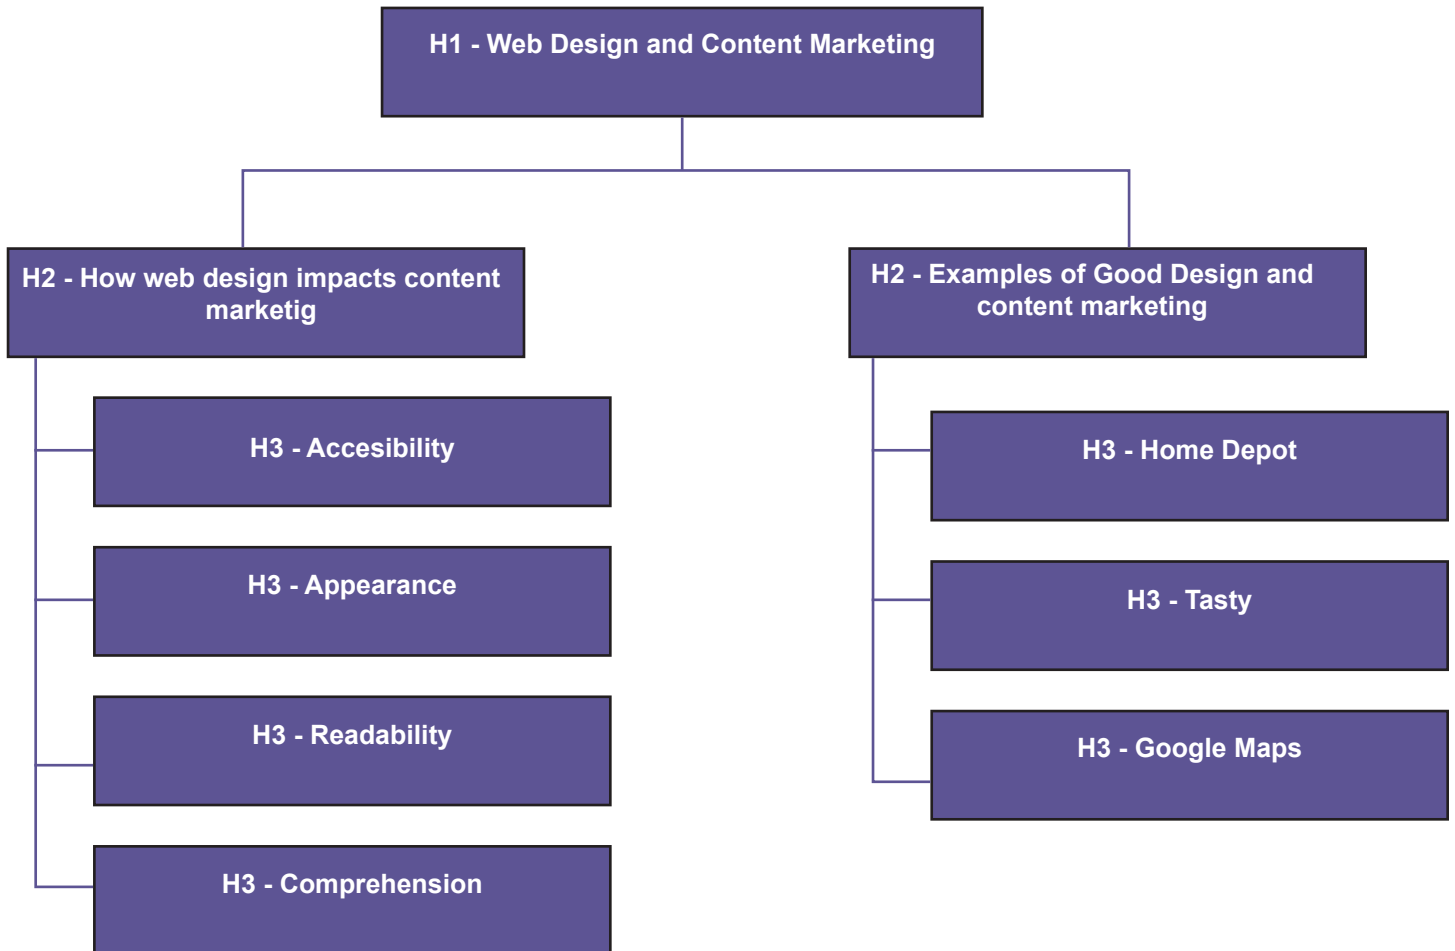 H1 - Web Design and Content Marketing
H2 - How web design impacts content
marketig
H3 - Accesibility
H3 - Appearance
H3 - Readability
H3 - Comprehension
H2 - Examples of Good Design and
content marketing
H3 - Home Depot
H3 - Tasty
H3 - Google Maps